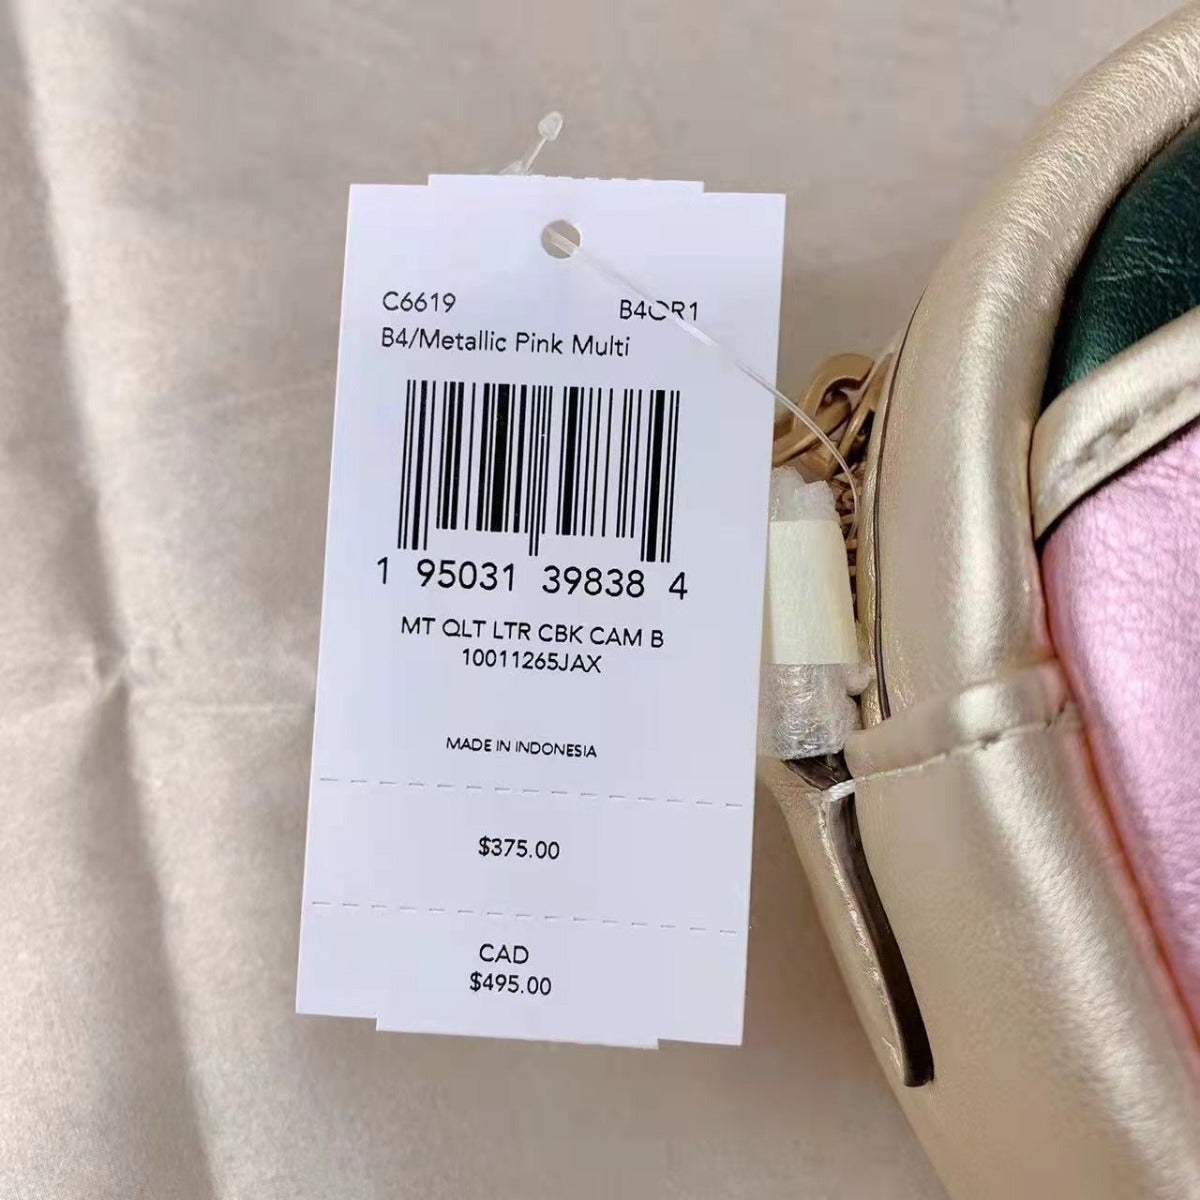 C6619 B4OR1
B4/Metallic Pink Multi
1 95031 39838 4
MT QLT LTR CBK CAM B
10011265JAX
MADE IN INDONESIA
$375.00
CAD
$495.00